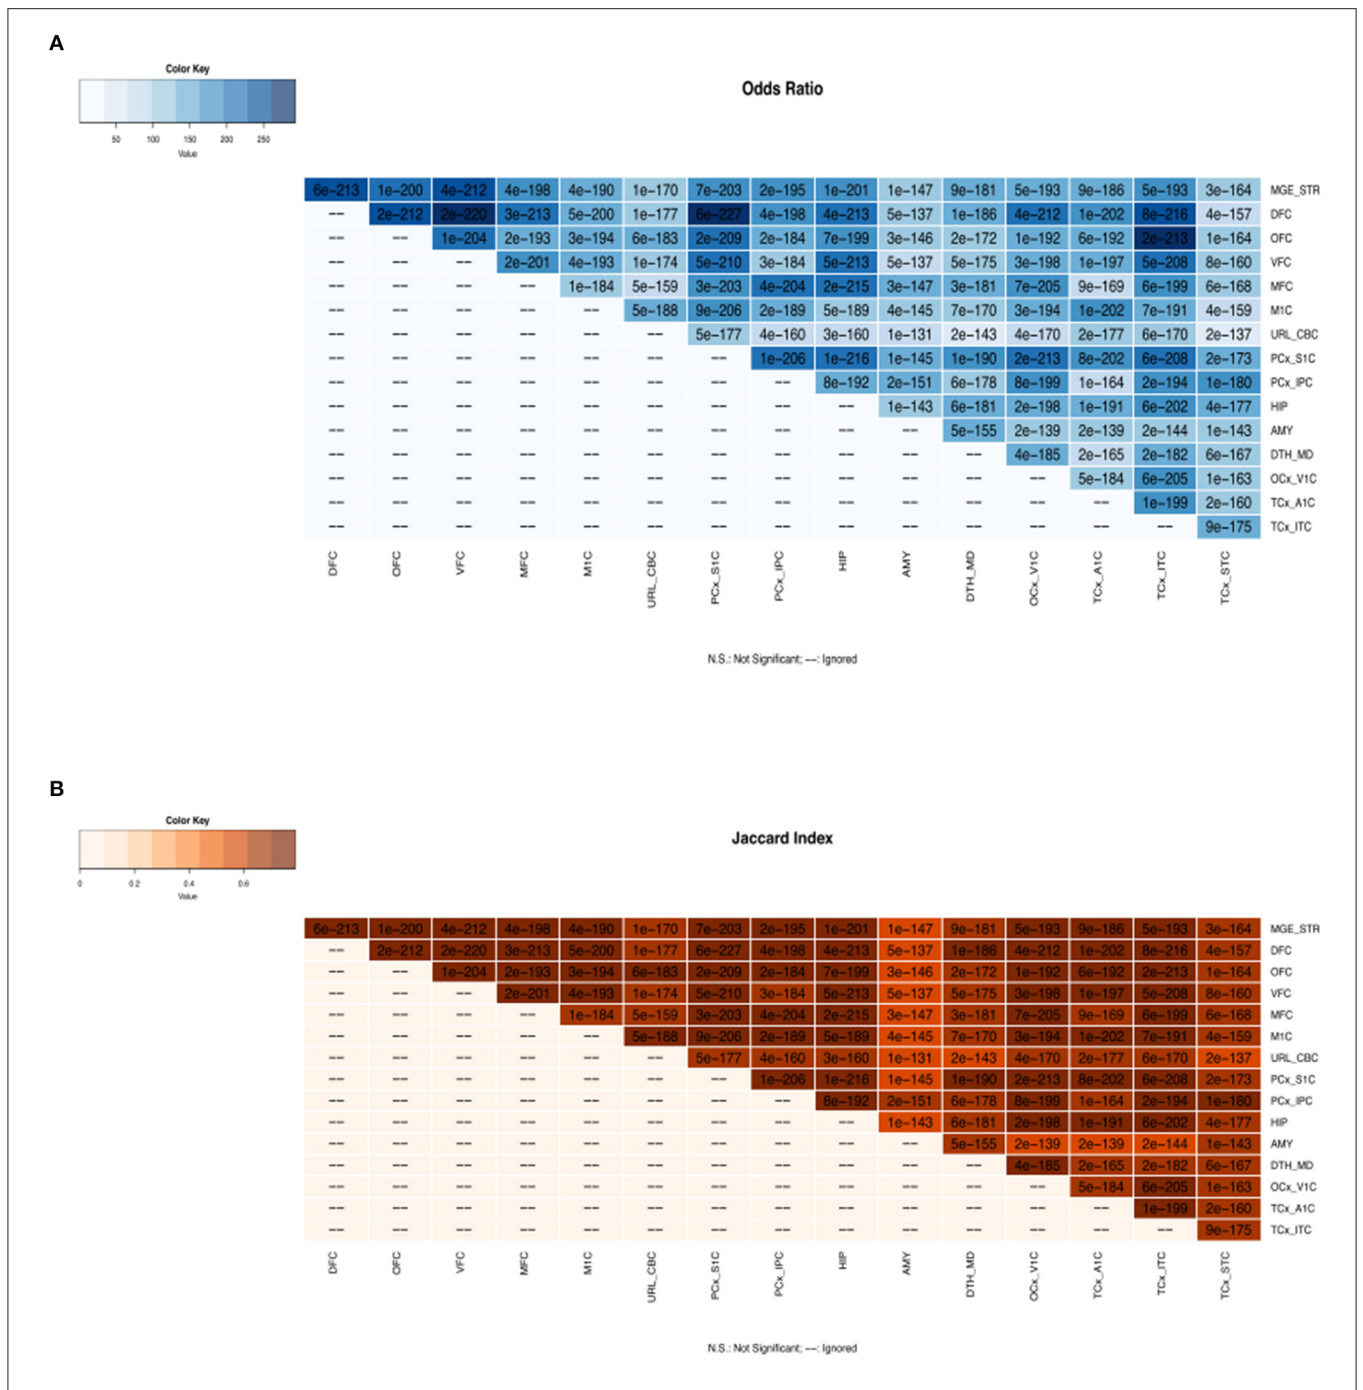 A
Color Key
50 100 150 200 250
Value
Odds Ratio
6e−213 1e−200 4e−212 4e−198 4e−190 1e−170 7e−203 2e−195 1e−201 1e−147 9e−181 5e−193 9e−186 5e−193 3e−164 MGE_STR
−− 2e−212 2e−220 3e−213 5e−200 1e−177 6e−227 4e−198 4e−213 5e−137 1e−186 4e−212 1e−202 8e−216 4e−157 DFC
−− −− 1e−204 2e−193 3e−194 6e−183 2e−209 2e−184 7e−199 3e−146 2e−172 1e−192 6e−192 2e−213 1e−164 OFC
−− −− −− 2e−201 4e−193 1e−174 5e−210 3e−184 5e−213 5e−137 5e−175 3e−198 1e−197 5e−208 8e−160 VFC
−− −− −− −− 1e−184 5e−159 3e−203 4e−204 2e−215 3e−147 3e−181 7e−205 9e−169 6e−199 6e−168 MFC
−− −− −− −− −− 5e−188 9e−206 2e−189 5e−189 4e−145 7e−170 3e−194 1e−202 7e−191 4e−159 M1C
−− −− −− −− −− −− 5e−177 4e−160 3e−160 1e−131 2e−143 4e−170 2e−177 6e−170 2e−137 URL_CBC
−− −− −− −− −− −− −− 1e−206 1e−216 1e−145 1e−190 2e−213 8e−202 6e−208 2e−173 PCx_S1C
−− −− −− −− −− −− −− −− 8e−192 2e−151 6e−178 8e−199 1e−164 2e−194 1e−180 PCx_IPC
−− −− −− −− −− −− −− −− −− 1e−143 6e−181 2e−198 1e−191 6e−202 4e−177 HIP
−− −− −− −− −− −− −− −− −− −− 5e−155 2e−139 2e−139 2e−144 1e−143 AMY
−− −− −− −− −− −− −− −− −− −− −− 4e−185 2e−165 2e−182 6e−167 DTH_MD
−− −− −− −− −− −− −− −− −− −− −− −− 5e−184 6e−205 1e−163 OCx_V1C
−− −− −− −− −− −− −− −− −− −− −− −− −− 1e−199 2e−160 TCx_A1C
−− −− −− −− −− −− −− −− −− −− −− −− −− −− 9e−175 TCx_ITC
DFC OFC VFC MFC M1C URL_CBC PCx_S1C PCx_IPC HIP AMY DTH_MD OCx_V1C TCx_A1C TCx_ITC TCx_STC
N.S.: Not Significant; −−: Ignored
B
Color Key
0 0.2 0.4 0.6
Value
Jaccard Index
6e−213 1e−200 4e−212 4e−198 4e−190 1e−170 7e−203 2e−195 1e−201 1e−147 9e−181 5e−193 9e−186 5e−193 3e−164 MGE_STR
−− 2e−212 2e−220 3e−213 5e−200 1e−177 6e−227 4e−198 4e−213 5e−137 1e−186 4e−212 1e−202 8e−216 4e−157 DFC
−− −− 1e−204 2e−193 3e−194 6e−183 2e−209 2e−184 7e−199 3e−146 2e−172 1e−192 6e−192 2e−213 1e−164 OFC
−− −− −− 2e−201 4e−193 1e−174 5e−210 3e−184 5e−213 5e−137 5e−175 3e−198 1e−197 5e−208 8e−160 VFC
−− −− −− −− 1e−184 5e−159 3e−203 4e−204 2e−215 3e−147 3e−181 7e−205 9e−169 6e−199 6e−168 MFC
−− −− −− −− −− 5e−188 9e−206 2e−189 5e−189 4e−145 7e−170 3e−194 1e−202 7e−191 4e−159 M1C
−− −− −− −− −− −− 5e−177 4e−160 3e−160 1e−131 2e−143 4e−170 2e−177 6e−170 2e−137 URL_CBC
−− −− −− −− −− −− −− 1e−206 1e−216 1e−145 1e−190 2e−213 8e−202 6e−208 2e−173 PCx_S1C
−− −− −− −− −− −− −− −− 8e−192 2e−151 6e−178 8e−199 1e−164 2e−194 1e−180 PCx_IPC
−− −− −− −− −− −− −− −− −− 1e−143 6e−181 2e−198 1e−191 6e−202 4e−177 HIP
−− −− −− −− −− −− −− −− −− −− 5e−155 2e−139 2e−139 2e−144 1e−143 AMY
−− −− −− −− −− −− −− −− −− −− −− 4e−185 2e−165 2e−182 6e−167 DTH_MD
−− −− −− −− −− −− −− −− −− −− −− −− 5e−184 6e−205 1e−163 OCx_V1C
−− −− −− −− −− −− −− −− −− −− −− −− −− 1e−199 2e−160 TCx_A1C
−− −− −− −− −− −− −− −− −− −− −− −− −− −− 9e−175 TCx_ITC
DFC OFC VFC MFC M1C URL_CBC PCx_S1C PCx_IPC HIP AMY DTH_MD OCx_V1C TCx_A1C TCx_ITC TCx_STC
N.S.: Not Significant; −−: Ignored